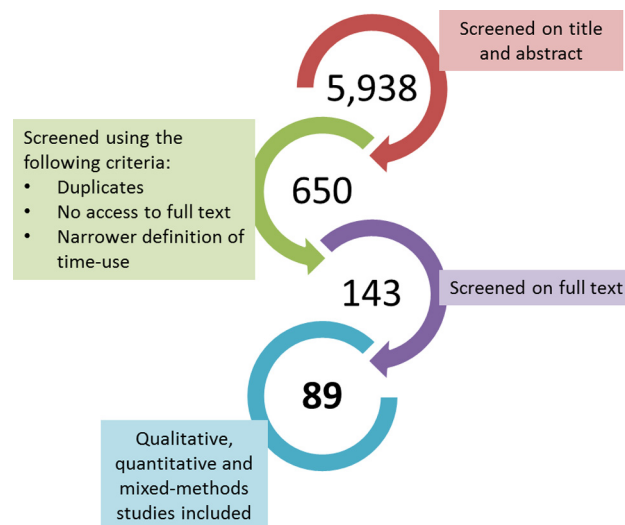 Screened on title
and abstract
5,938
Screened using the
following criteria:
• Duplicates
• No access to full text
• Narrower definition of
time-use
650
143
Screened on full text
89
Qualitative,
quantitative and
mixed-methods
studies included